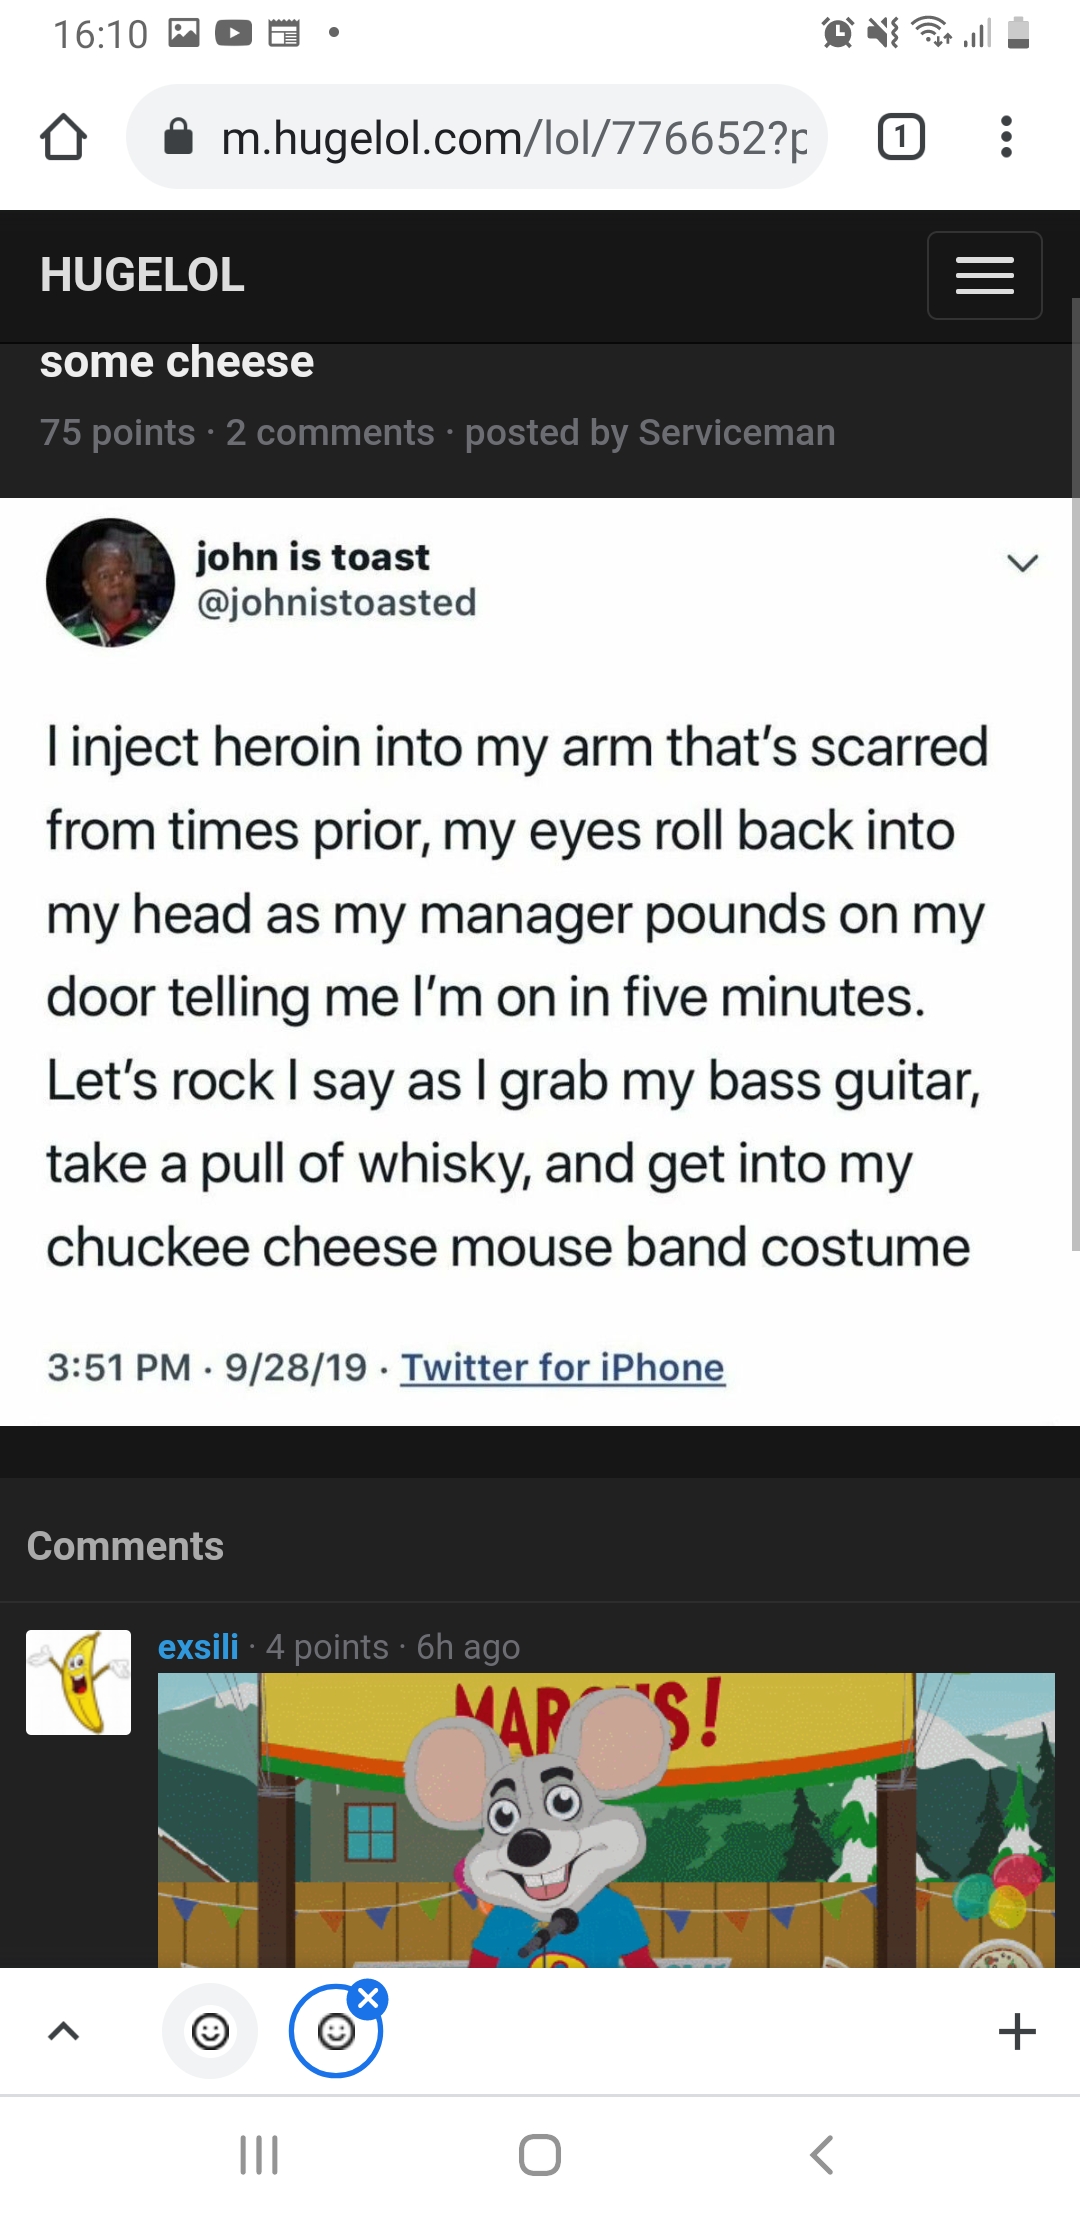 16:10
m.hugelol.com/lol/776652?p
1
HUGELOL
some cheese
75 points · 2 comments · posted by Serviceman
john is toast
@johnistoasted
I inject heroin into my arm that's scarred
from times prior, my eyes roll back into
my head as my manager pounds on my
door telling me I'm on in five minutes.
Let's rock I say as I grab my bass guitar,
take a pull of whisky, and get into my
chuckee cheese mouse band costume
3:51 PM · 9/28/19 · Twitter for iPhone
Comments
exsili · 4 points · 6h ago